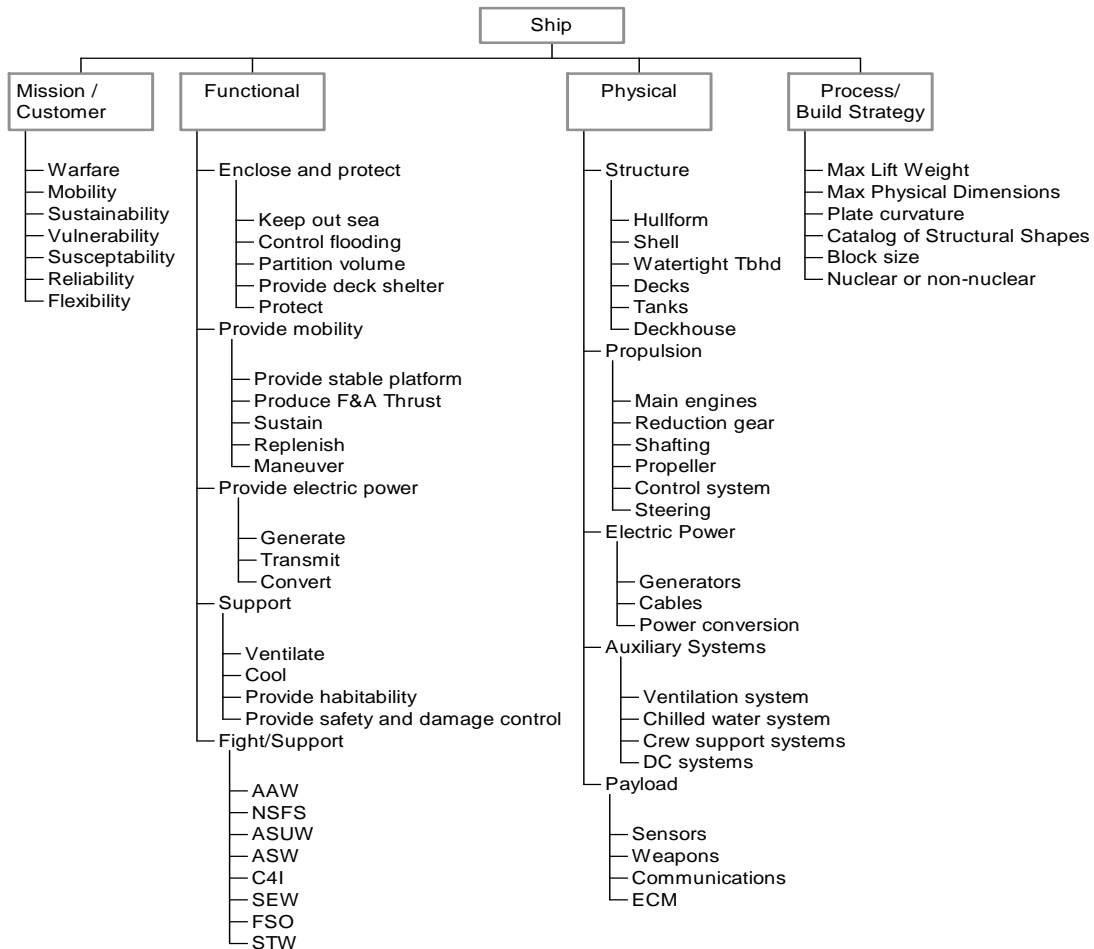 Ship
Mission /
Customer
Functional
Physical
Process/
Build Strategy
Warfare
Mobility
Sustainability
Vulnerability
Susceptability
Reliability
Flexibility
Enclose and protect
Keep out sea
Control flooding
Partition volume
Provide deck shelter
Protect
Provide mobility
Provide stable platform
Produce F&A Thrust
Sustain
Replenish
Maneuver
Provide electric power
Generate
Transmit
Convert
Support
Ventilate
Cool
Provide habitability
Provide safety and damage control
Fight/Support
AAW
NSFS
ASUW
ASW
C4I
SEW
FSO
STW
Structure
Hullform
Shell
Watertight Tbhd
Decks
Tanks
Deckhouse
Propulsion
Main engines
Reduction gear
Shafting
Propeller
Control system
Steering
Electric Power
Generators
Cables
Power conversion
Auxiliary Systems
Ventilation system
Chilled water system
Crew support systems
DC systems
Payload
Sensors
Weapons
Communications
ECM
Max Lift Weight
Max Physical Dimensions
Plate curvature
Catalog of Structural Shapes
Block size
Nuclear or non-nuclear